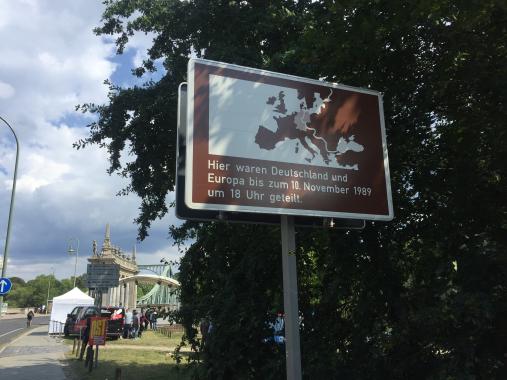 Hier waren Deutschland und
Europa bis zum 10. November 1989
um 18 Uhr geteilt.